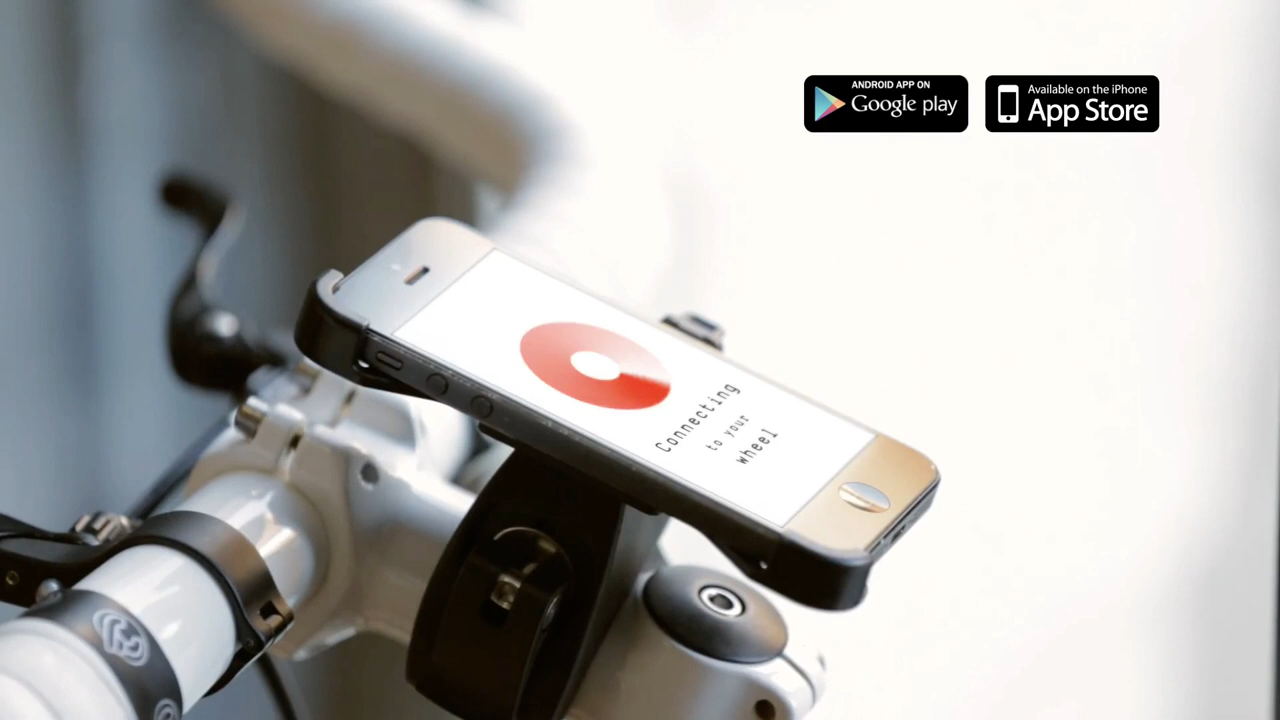 ANDROID APP ON
Google play
Available on the iPhone
App Store
Connecting
to your
wheel